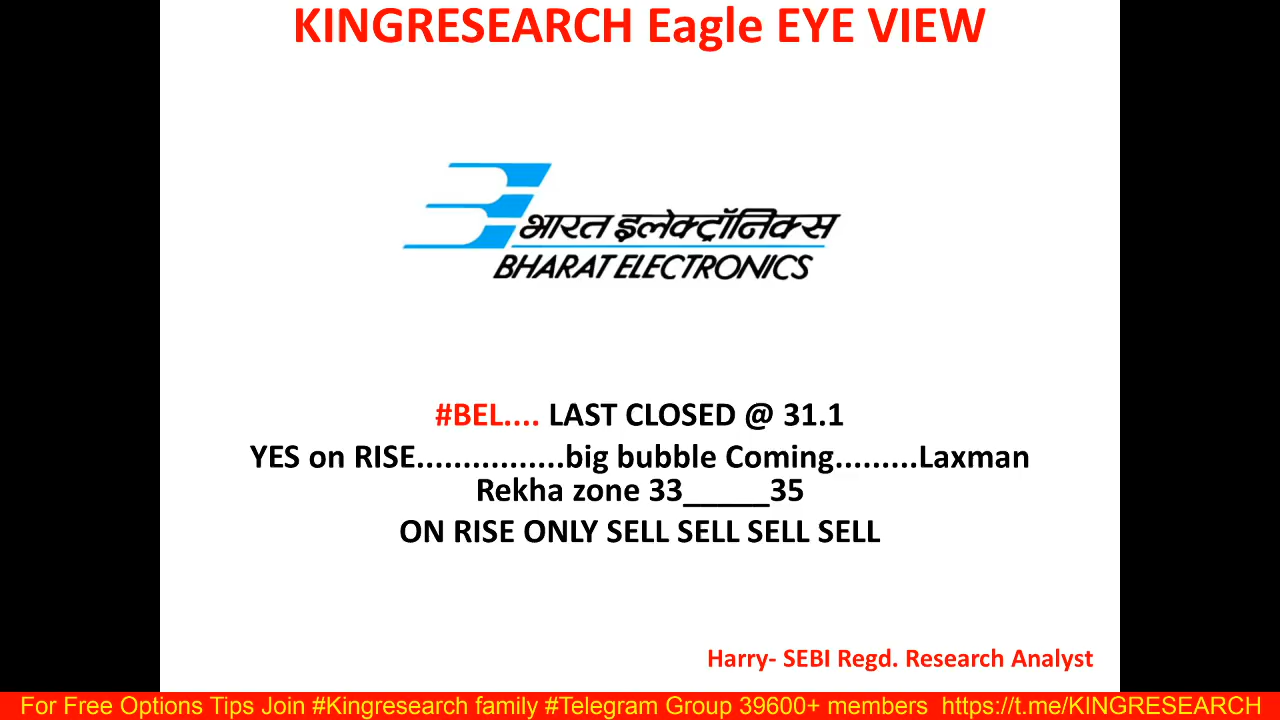 KINGRESEARCH Eagle EYE VIEW
भारत इलेक्ट्रॉनिक्स
BHARAT ELECTRONICS
#BEL.... LAST CLOSED @ 31.1
YES on RISE................big bubble Coming.........Laxman
Rekha zone 33_____35
ON RISE ONLY SELL SELL SELL SELL
Harry- SEBI Regd. Research Analyst
For Free Options Tips Join #Kingresearch family #Telegram Group 39600+ members https://t.me/KINGRESEARCH